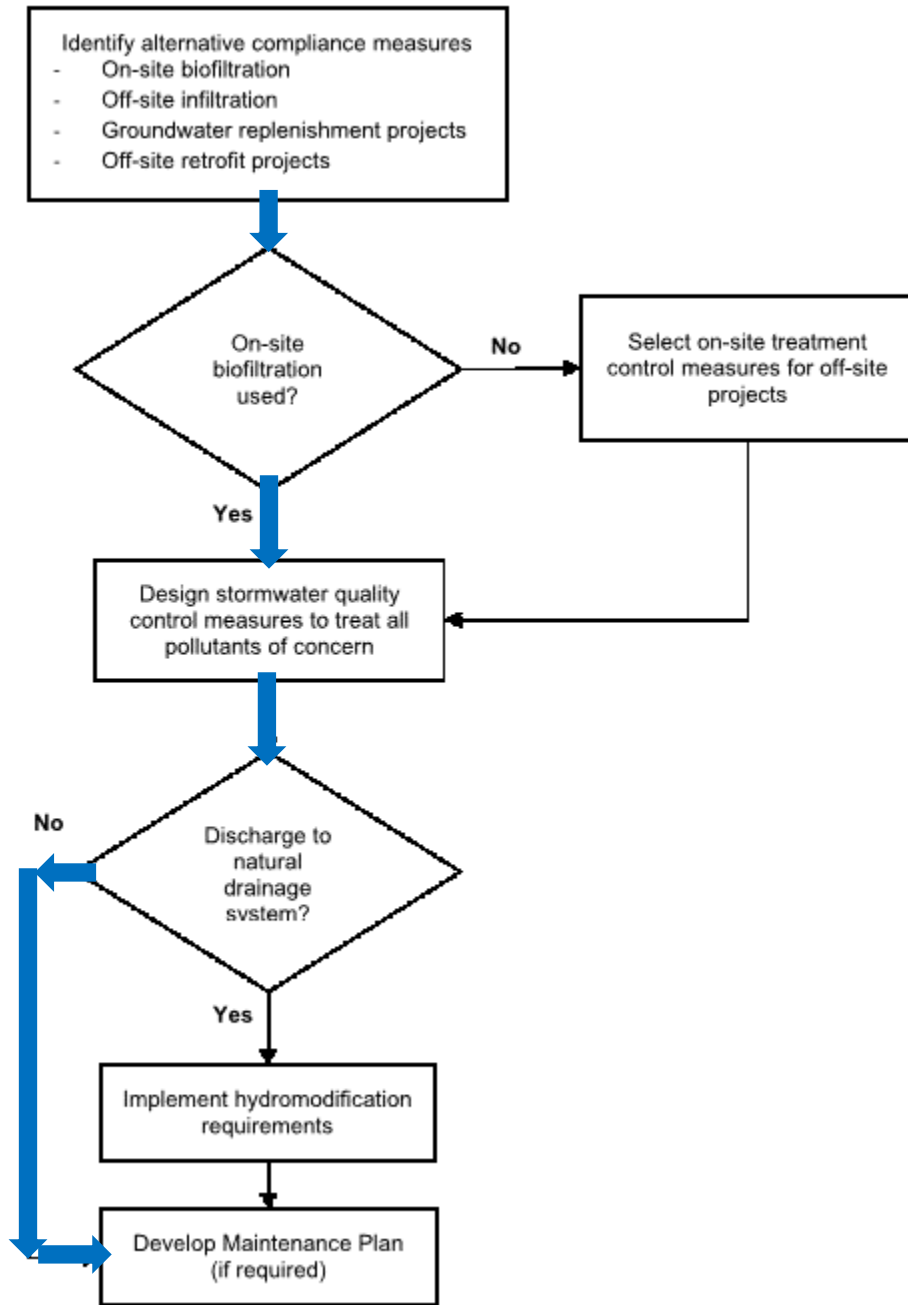 Identify alternative compliance measures
- On-site biofiltration
- Off-site infiltration
- Groundwater replenishment projects
- Off-site retrofit projects
On-site
biofiltration
used?
No
Select on-site treatment
control measures for off-site
projects
Yes
Design stormwater quality
control measures to treat all
pollutants of concern
No
Discharge to
natural
drainage
system?
Yes
Implement hydromodification
requirements
Develop Maintenance Plan
(if required)